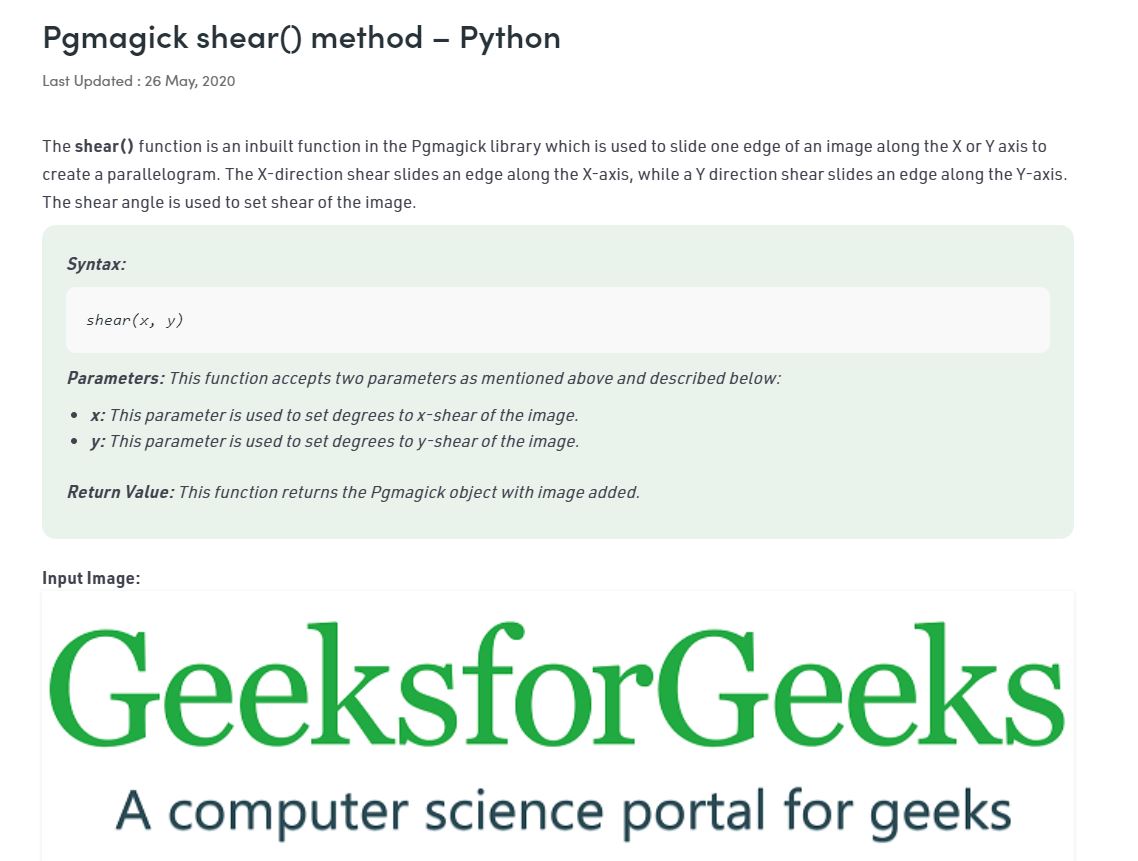 Pgmagick shear() method – Python
Last Updated : 26 May, 2020
The shear() function is an inbuilt function in the Pgmagick library which is used to slide one edge of an image along the X or Y axis to
create a parallelogram. The X-direction shear slides an edge along the X-axis, while a Y direction shear slides an edge along the Y-axis.
The shear angle is used to set shear of the image.
Syntax:
shear(x, y)
Parameters: This function accepts two parameters as mentioned above and described below:
• x: This parameter is used to set degrees to x-shear of the image.
• y: This parameter is used to set degrees to y-shear of the image.
Return Value: This function returns the Pgmagick object with image added.
Input Image:
GeeksforGeeks
A computer science portal for geeks